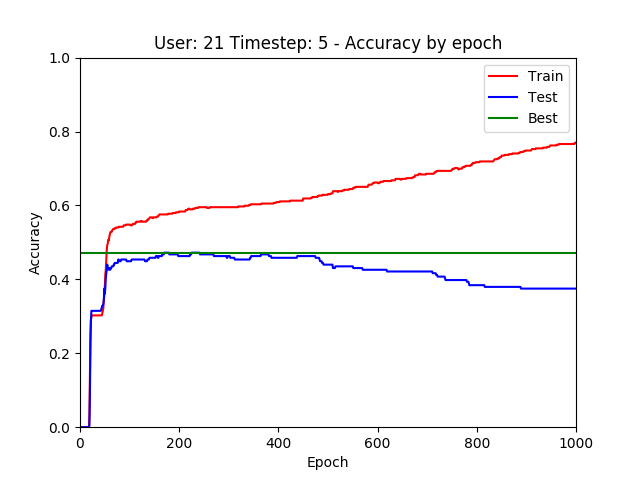 User: 21 Timestep: 5 - Accuracy by epoch
1.0
0.8
0.6
0.4
0.2
0.0
Accuracy
Train
Test
Best
0 200 400 600 800 1000
Epoch